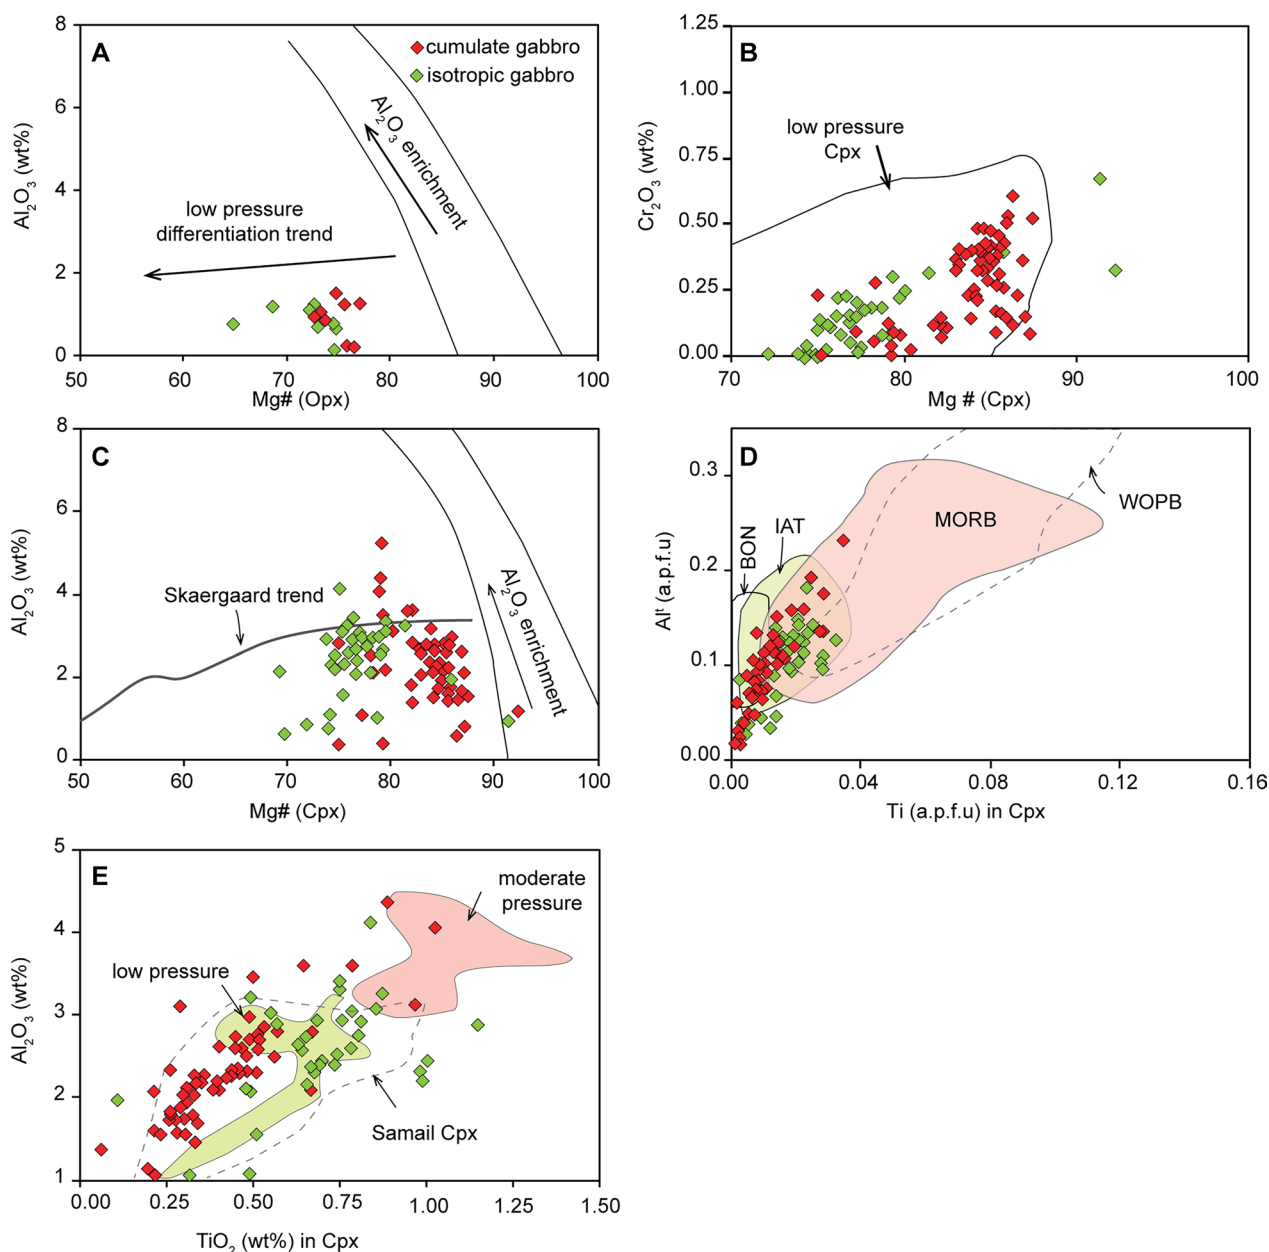 A
cumulate gabbro
isotropic gabbro
Al₂O₃ enrichment
low pressure
differentiation trend
Al₂O₃ (wt%)
8
6
4
2
0
50
60
70
80
90
100
Mg# (Opx)
B
low pressure
Cpx
Cr₂O₃ (wt%)
1.25
1.00
0.75
0.50
0.25
0.00
70
80
90
100
Mg # (Cpx)
C
Skaergaard trend
Al₂O₃ enrichment
Al₂O₃ (wt%)
8
6
4
2
0
50
60
70
80
90
100
Mg# (Cpx)
D
BON
IAT
MORB
WOPB
Alᵗ (a.p.f.u)
0.3
0.2
0.1
0.00
0.00
0.04
0.08
0.12
0.16
Ti (a.p.f.u) in Cpx
E
moderate
pressure
low pressure
Samail Cpx
Al₂O₃ (wt%)
5
4
3
2
1
0.00
0.25
0.50
0.75
1.00
1.25
1.50
TiO₂ (wt%) in Cpx